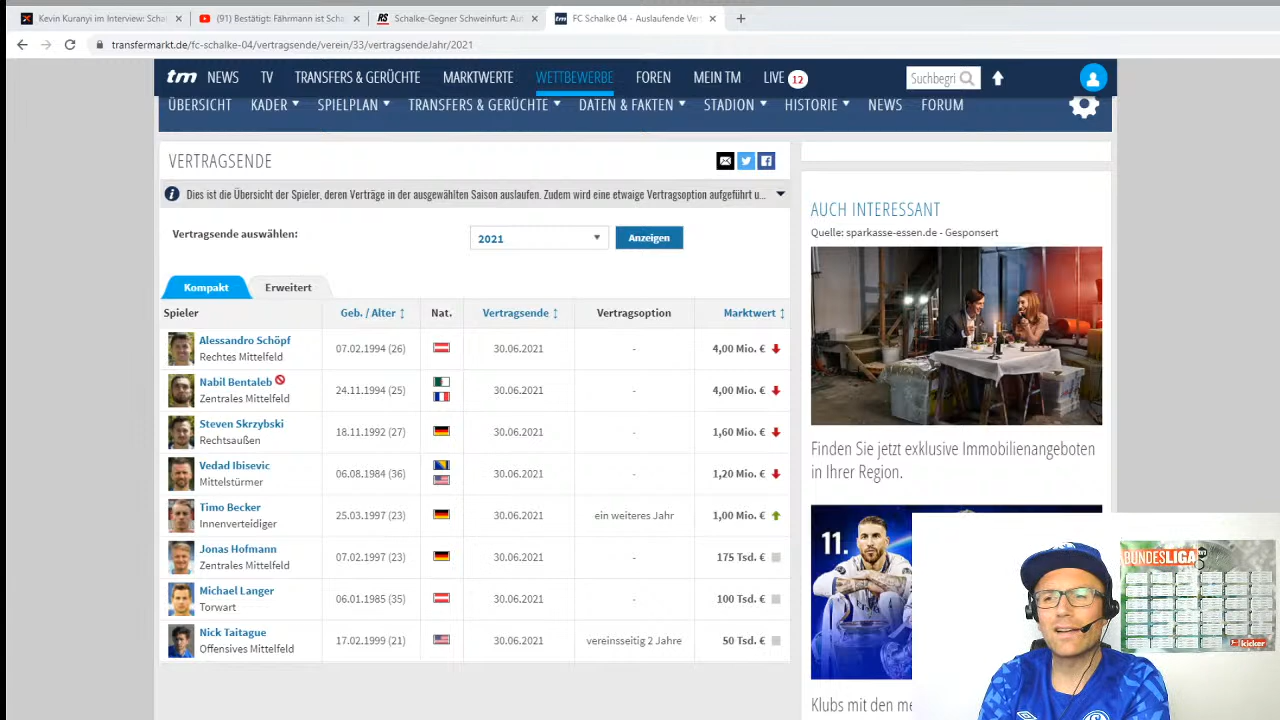 Kevin Kuranyi im Interview: Scha
(91) Bestätigt: Fährmann ist Scha
RS Schalke-Gegner Schweinfurt: Au
tm FC Schalke 04 - Auslaufende Ver
transfermarkt.de/fc-schalke-04/vertragsende/verein/33/vertragsendeJahr/2021
tm NEWS TV TRANSFERS & GERÜCHTE MARKTWERTE WETTBEWERBE FOREN MEIN TM LIVE 12 Suchbegri
ÜBERSICHT KADER SPIELPLAN TRANSFERS & GERÜCHTE DATEN & FAKTEN STADION HISTORIE NEWS FORUM
VERTRAGSENDE
Dies ist die Übersicht der Spieler, deren Verträge in der ausgewählten Saison auslaufen. Zudem wird eine etwaige Vertragsoption aufgeführt u...
Vertragsende auswählen: 2021 Anzeigen
Kompakt Erweitert
Spieler Geb. / Alter Nat. Vertragsende Vertragsoption Marktwert
Alessandro Schöpf
Rechtes Mittelfeld
07.02.1994 (26) 30.06.2021 - 4,00 Mio. €
Nabil Bentaleb
Zentrales Mittelfeld
24.11.1994 (25) 30.06.2021 - 4,00 Mio. €
Steven Skrzybski
Rechtsaußen
18.11.1992 (27) 30.06.2021 - 1,60 Mio. €
Vedad Ibisevic
Mittelstürmer
06.08.1984 (36) 30.06.2021 - 1,20 Mio. €
Timo Becker
Innenverteidiger
25.03.1997 (23) 30.06.2021 ein weiteres Jahr 1,00 Mio. €
Jonas Hofmann
Zentrales Mittelfeld
07.02.1997 (23) 30.06.2021 - 175 Tsd. €
Michael Langer
Torwart
06.01.1985 (35) 30.06.2021 - 100 Tsd. €
Nick Taitague
Offensives Mittelfeld
17.02.1999 (21) 30.06.2021 vereinsseitig 2 Jahre 50 Tsd. €
AUCH INTERESSANT
Quelle: sparkasse-essen.de - Gesponsert
Finden Sie jetzt exklusive Immobilienangeboten
in Ihrer Region.
11.
Klubs mit den me
BUNDESLIGA
kicker